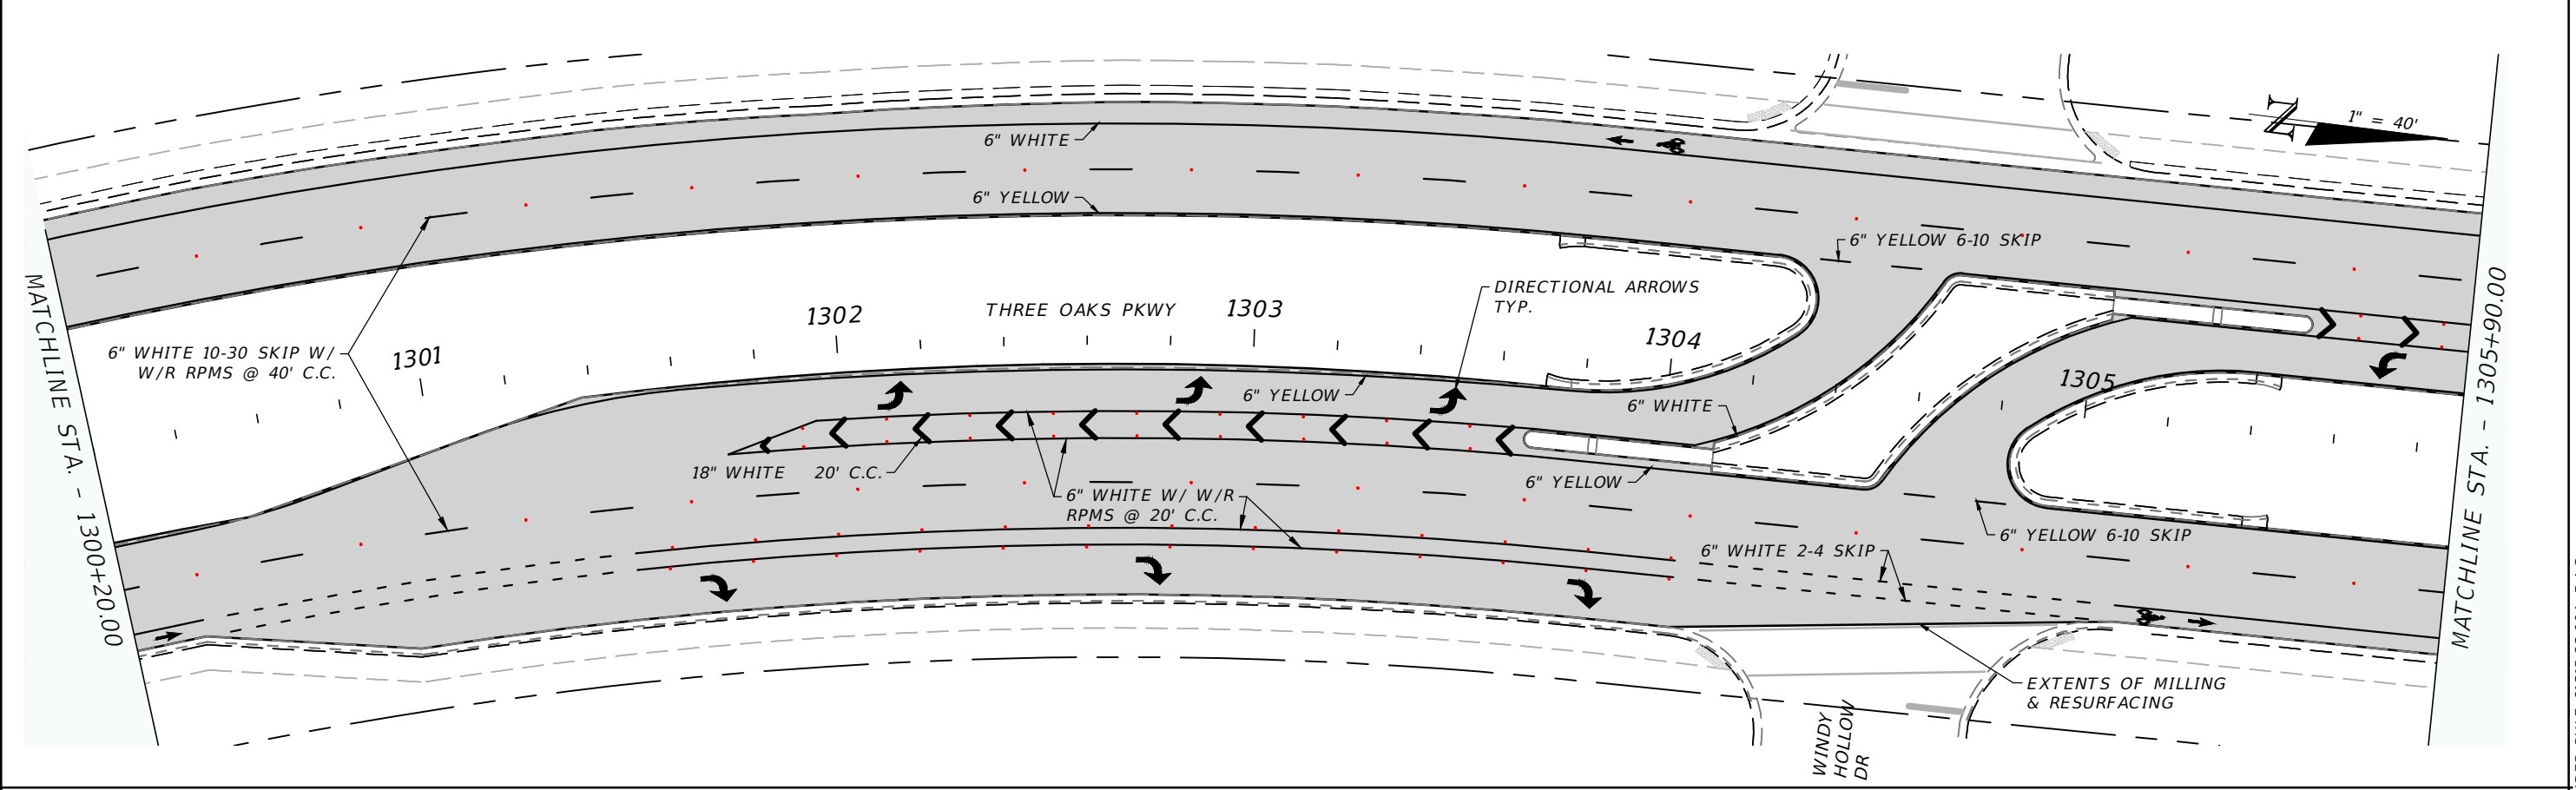 N
1" = 40'
6" WHITE
6" YELLOW
6" YELLOW 6-10 SKIP
DIRECTIONAL ARROWS
TYP.
1302
THREE OAKS PKWY
1303
1304
MATCHLINE STA. - 1300+20.00
6" WHITE 10-30 SKIP W/
W/R RPMS @ 40' C.C.
1301
6" YELLOW
6" WHITE
1305
MATCHLINE STA. - 1305+90.00
18" WHITE 20' C.C.
6" WHITE W/ W/R
RPMS @ 20' C.C.
6" YELLOW
6" YELLOW 6-10 SKIP
6" WHITE 2-4 SKIP
EXTENTS OF MILLING
& RESURFACING
WINDY
HOLLOW
DR